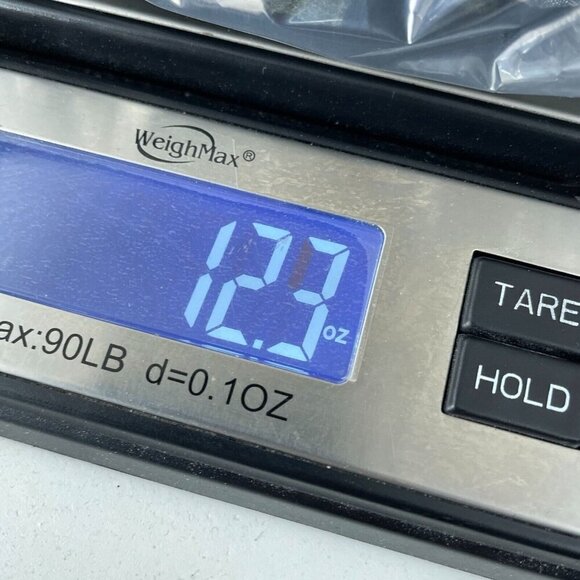 WeighMax®
12.3 oz
TARE
HOLD
ax:90LB d=0.1OZ